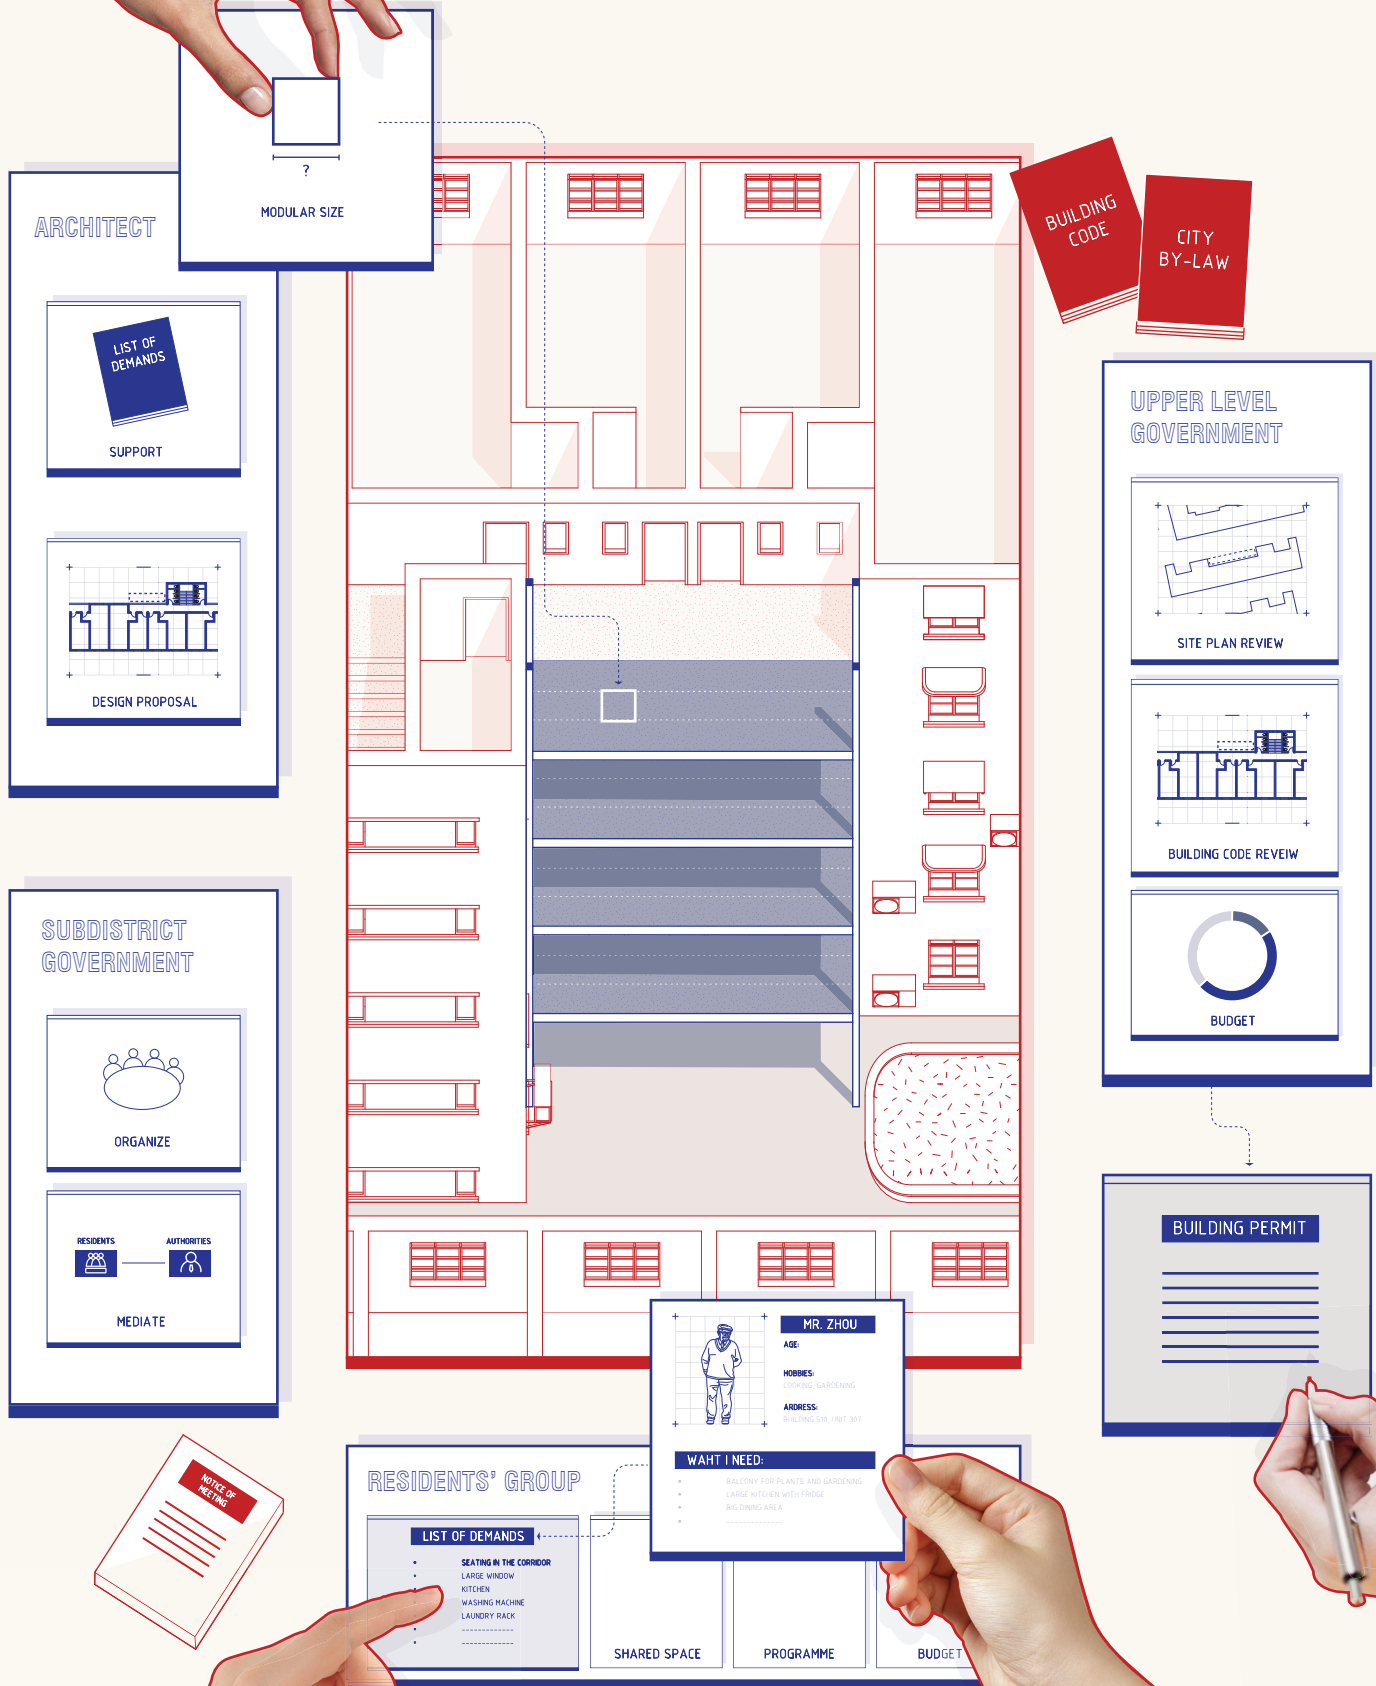 ?
MODULAR SIZE
ARCHITECT
LIST OF
DEMANDS
SUPPORT
DESIGN PROPOSAL
BUILDING
CODE
CITY
BY-LAW
UPPER LEVEL
GOVERNMENT
SITE PLAN REVIEW
BUILDING CODE REVEIW
BUDGET
SUBDISTRICT
GOVERNMENT
ORGANIZE
RESIDENTS
AUTHORITIES
MEDIATE
BUILDING PERMIT
NOTICE OF
MEETING
MR. ZHOU
AGE:
HOBBIES:
COOKING, GARDENING
ARDRESS:
BUILDING 510, UNIT 307
WAHT I NEED:
BALCONY FOR PLANTS AND GARDENING
LARGE KITCHEN WITH FRIDGE
BIG DINING AREA
RESIDENTS' GROUP
LIST OF DEMANDS
SEATING IN THE CORRIDOR
LARGE WINDOW
KITCHEN
WASHING MACHINE
LAUNDRY RACK
SHARED SPACE
PROGRAMME
BUDGET